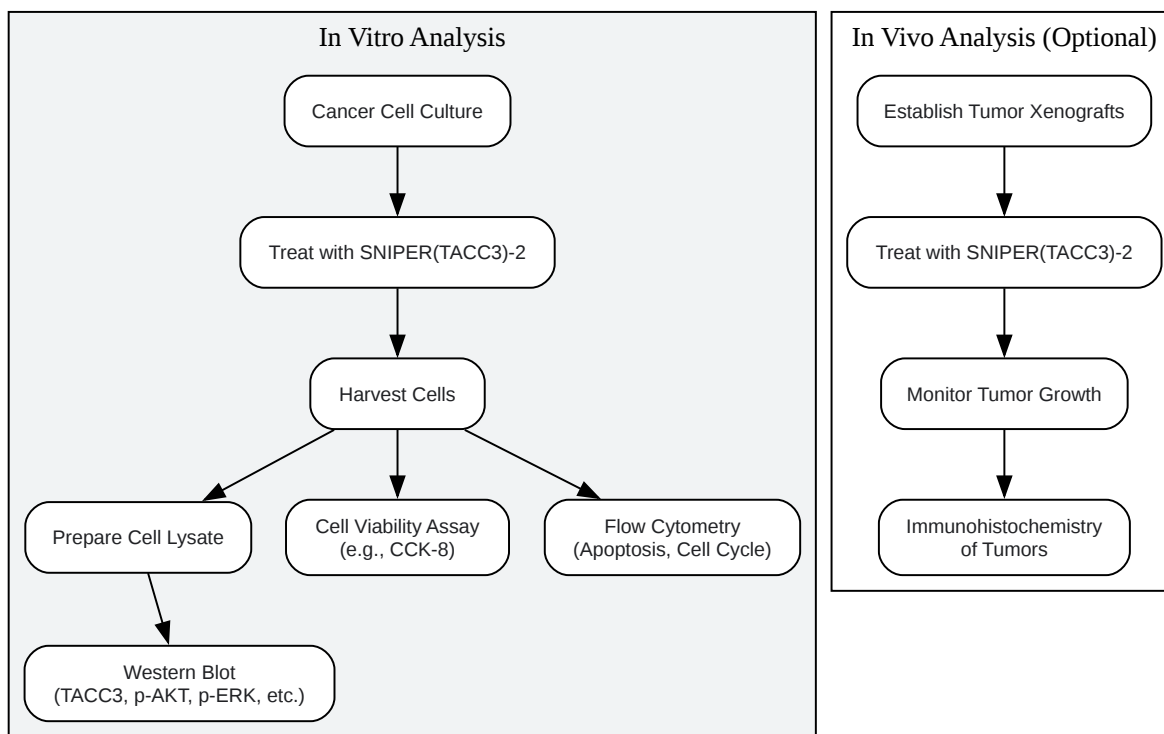 In Vitro Analysis
Cancer Cell Culture
Treat with SNIPER(TACC3)-2
Harvest Cells
Prepare Cell Lysate
Cell Viability Assay
(e.g., CCK-8)
Flow Cytometry
(Apoptosis, Cell Cycle)
Western Blot
(TACC3, p-AKT, p-ERK, etc.)
In Vivo Analysis (Optional)
Establish Tumor Xenografts
Treat with SNIPER(TACC3)-2
Monitor Tumor Growth
Immunohistochemistry
of Tumors